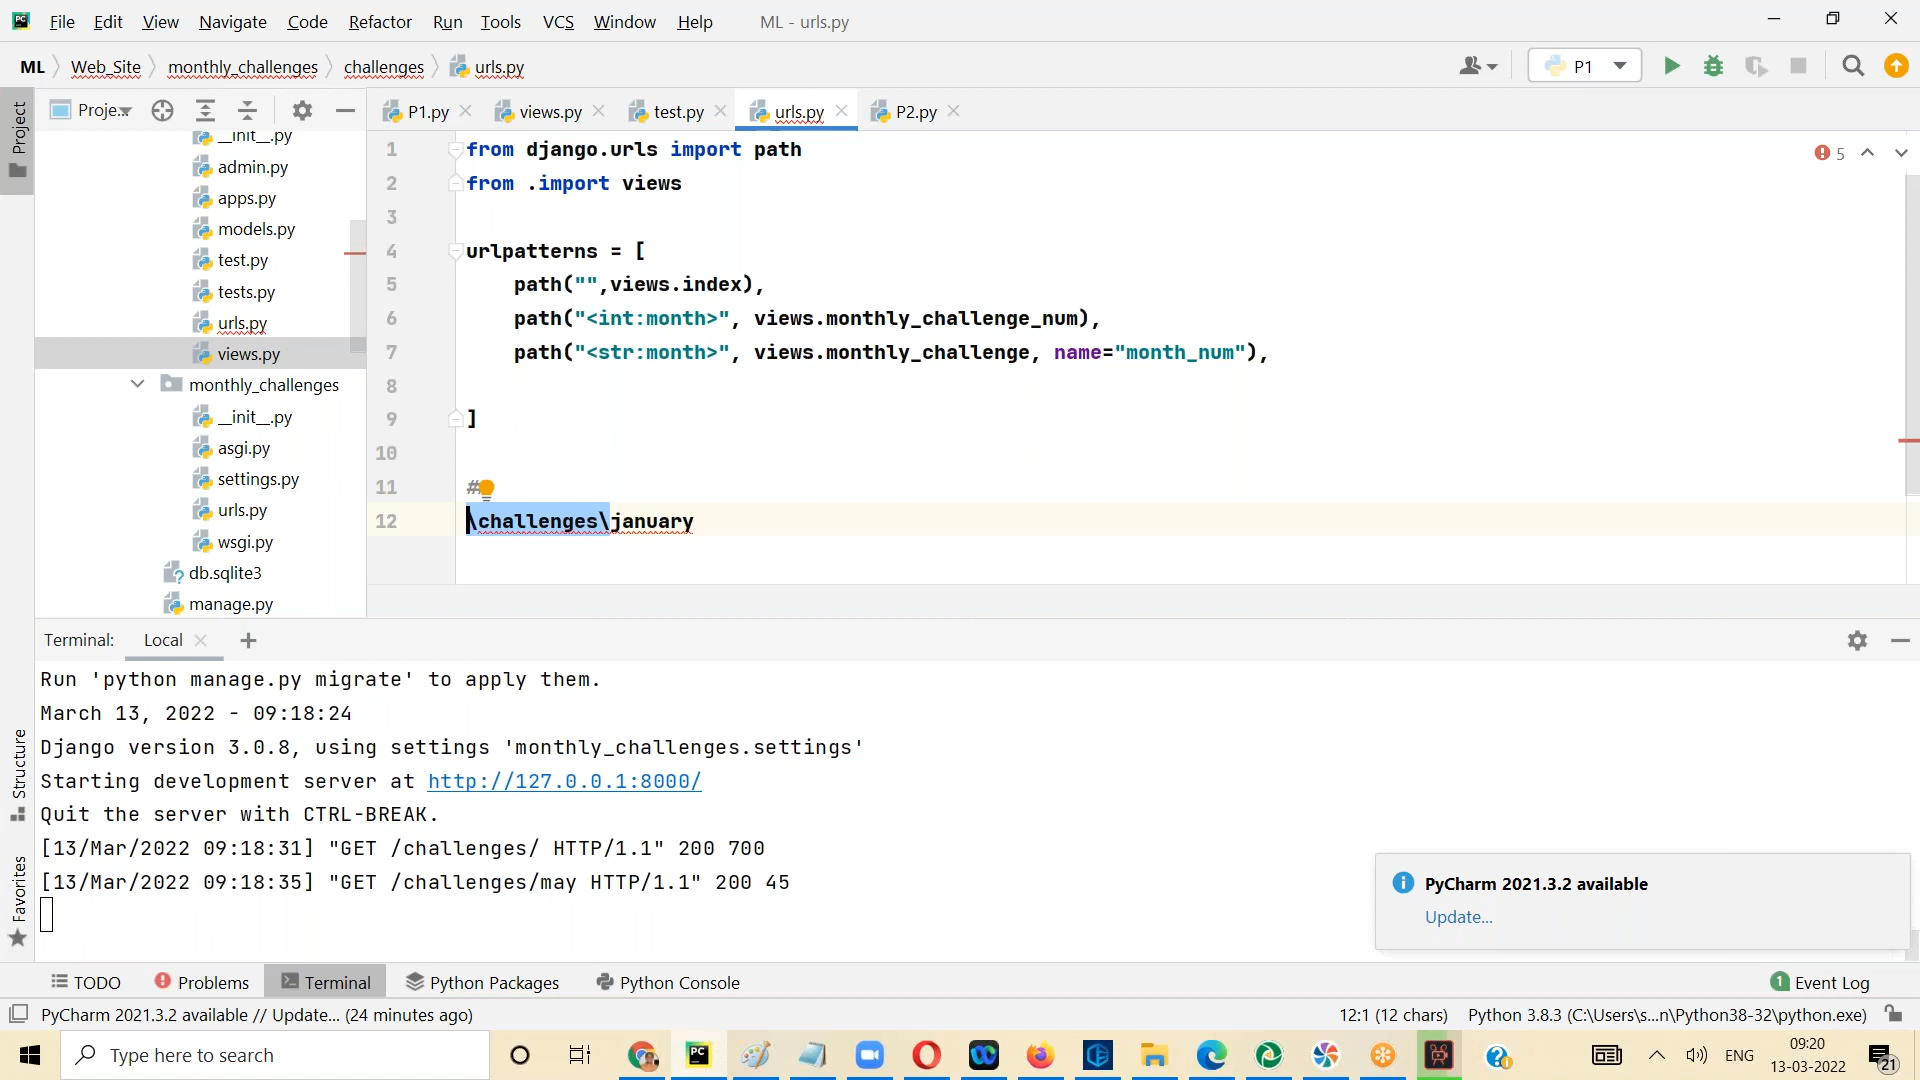 File Edit View Navigate Code Refactor Run Tools VCS Window Help ML - urls.py
ML Web_Site monthly_challenges challenges urls.py P1
Project
Proje...
P1.py views.py test.py urls.py P2.py
__init__.py
admin.py
apps.py
models.py
test.py
tests.py
urls.py
views.py
monthly_challenges
__init__.py
asgi.py
settings.py
urls.py
wsgi.py
db.sqlite3
manage.py
5
1 from django.urls import path
2 from .import views
3
4 urlpatterns = [
5 path("",views.index),
6 path("<int:month>", views.monthly_challenge_num),
7 path("<str:month>", views.monthly_challenge, name="month_num"),
8
9 ]
10
11 #
12 \challenges\january
Terminal: Local
Run 'python manage.py migrate' to apply them.
March 13, 2022 - 09:18:24
Django version 3.0.8, using settings 'monthly_challenges.settings'
Starting development server at http://127.0.0.1:8000/
Quit the server with CTRL-BREAK.
[13/Mar/2022 09:18:31] "GET /challenges/ HTTP/1.1" 200 700
[13/Mar/2022 09:18:35] "GET /challenges/may HTTP/1.1" 200 45
Structure
Favorites
PyCharm 2021.3.2 available
Update...
TODO Problems Terminal Python Packages Python Console 1 Event Log
PyCharm 2021.3.2 available // Update... (24 minutes ago) 12:1 (12 chars) Python 3.8.3 (C:\Users\s...n\Python38-32\python.exe)
Type here to search
ENG
09:20
13-03-2022
21